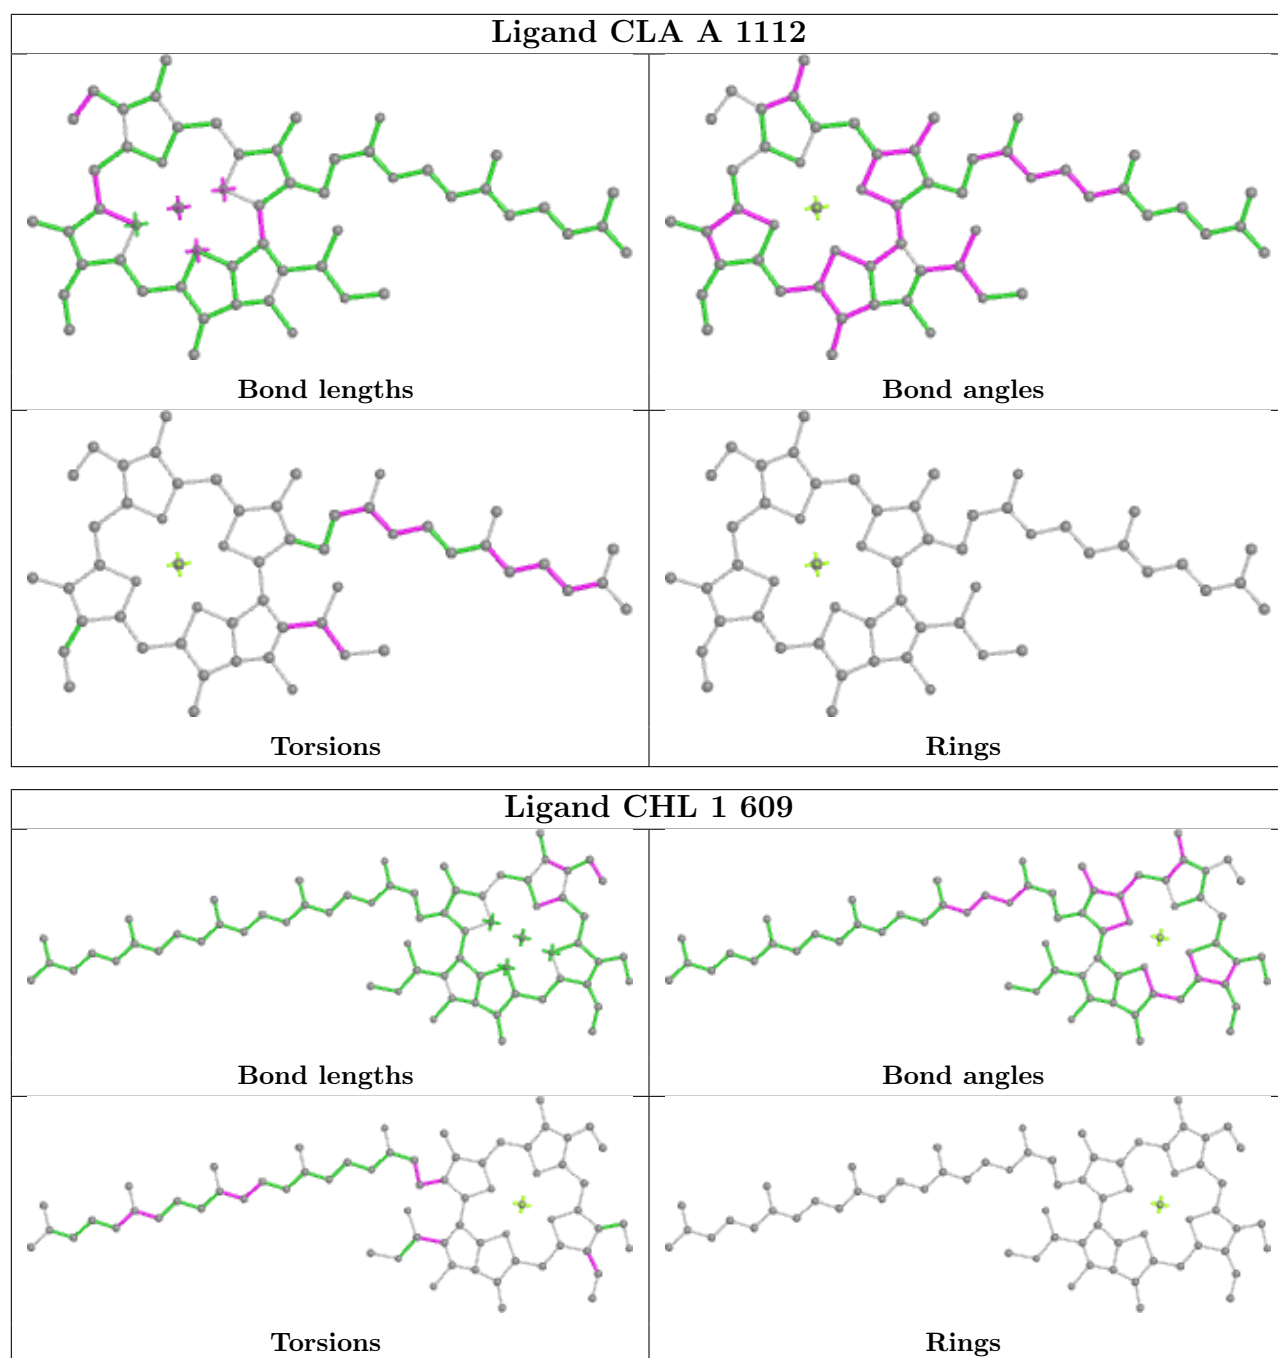 Ligand CLA A 1112
Bond lengths
Bond angles
Torsions
Rings
Ligand CHL 1 609
Bond lengths
Bond angles
Torsions
Rings